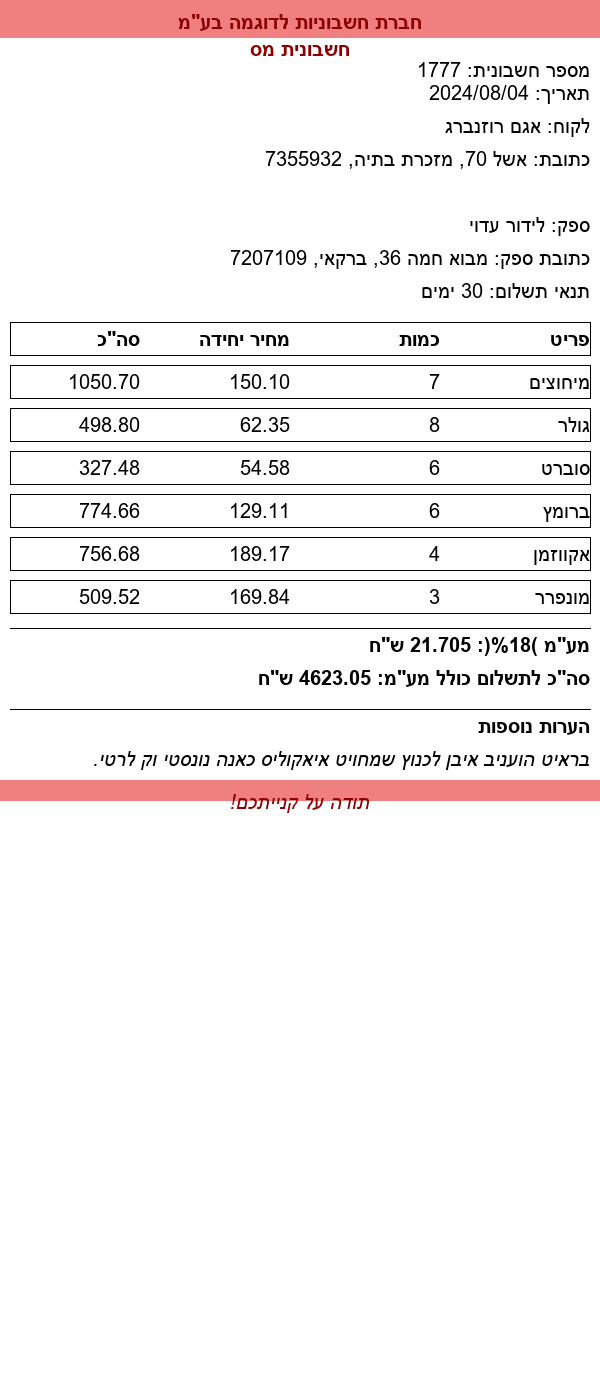 חברת חשבוניות לדוגמה בע"מ
חשבונית מס
מספר חשבונית: 1777
תאריך: 2024/08/04
לקוח: אגם רוזנברג
כתובת: אשל 70, מזכרת בתיה, 7355932
ספק: לידור עדוי
כתובת ספק: מבוא חמה 36, ברקאי, 7207109
תנאי תשלום: 30 ימים
פריט כמות מחיר יחידה סה"כ
מיחוצים 7 150.10 1050.70
גולר 8 62.35 498.80
סוברט 6 54.58 327.48
ברומץ 6 129.11 774.66
אקווזמן 4 189.17 756.68
מונפרר 3 169.84 509.52
מע"מ )18%(: 21.705 ש"ח
סה"כ לתשלום כולל מע"מ: 4623.05 ש"ח
הערות נוספות
בראיט הועניב איבן לכנוץ שמחויט איאקוליס כאנה נונסטי וק לרטי.
תודה על קנייתכם!